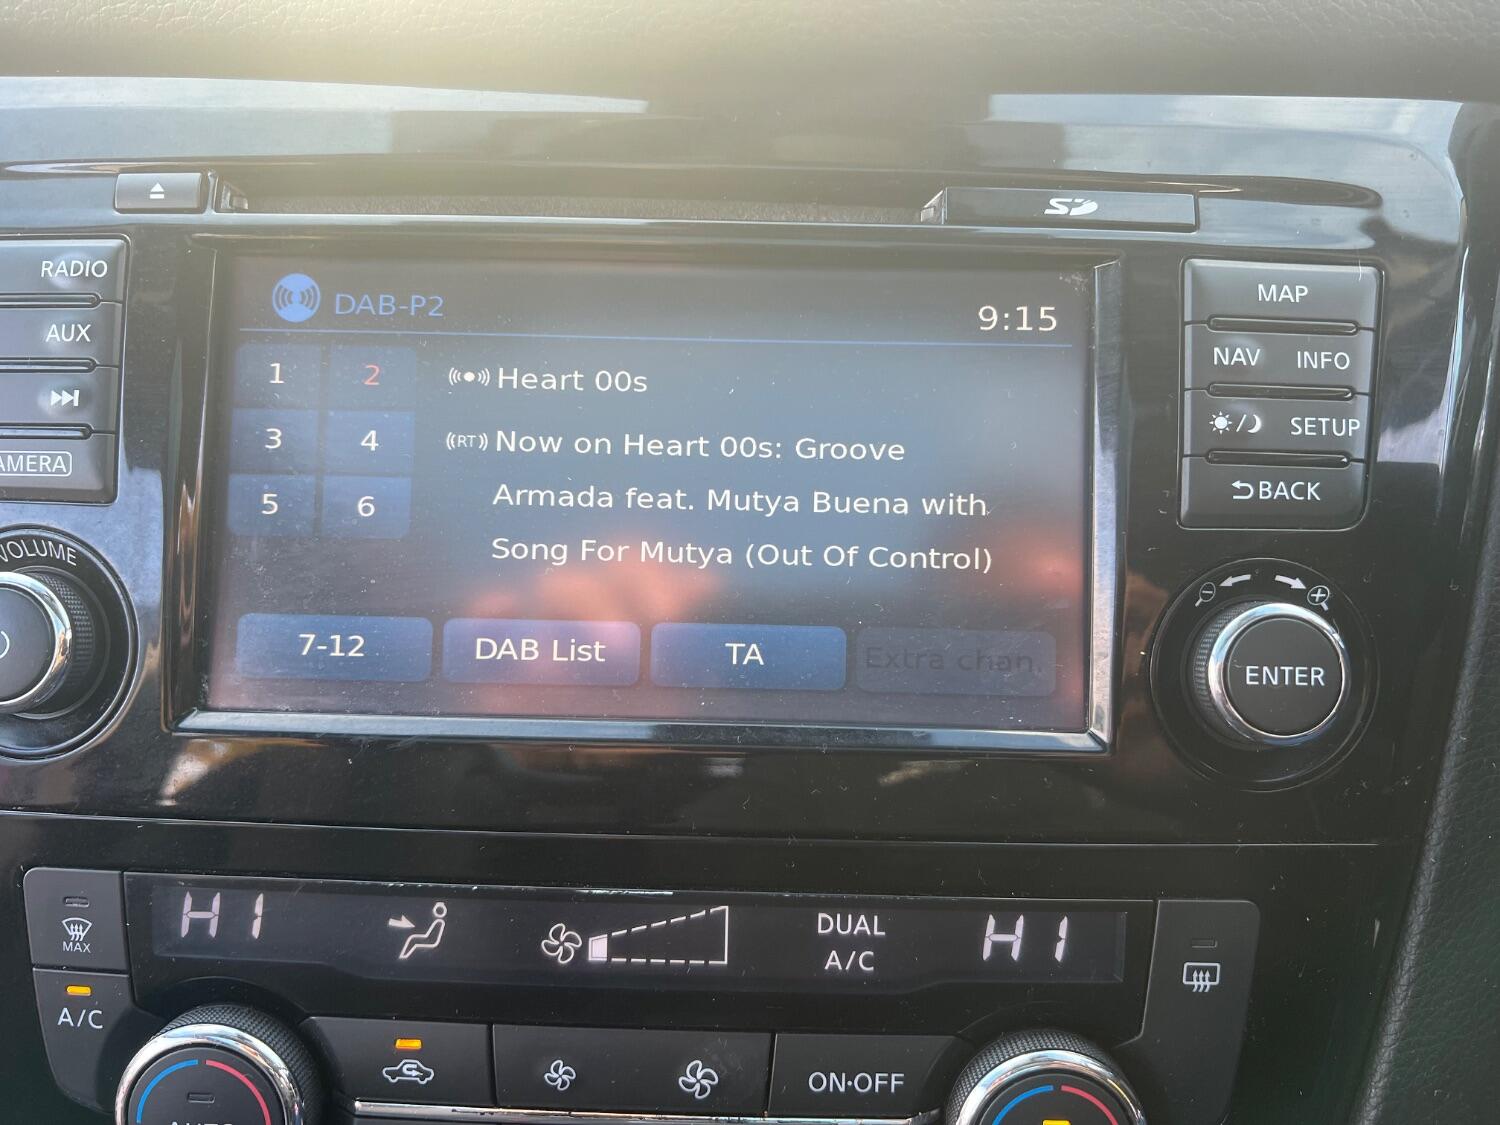 SD
RADIO
AUX
VOLUME
DAB-P2
9:15
1 2
3 4
5 6
Heart 00s
RT Now on Heart 00s: Groove
Armada feat. Mutya Buena with
Song For Mutya (Out Of Control)
7-12 DAB List TA Extra chan.
MAP
NAV INFO
SETUP
BACK
ENTER
HI DUAL HI
A/C
MAX
A/C
ON•OFF